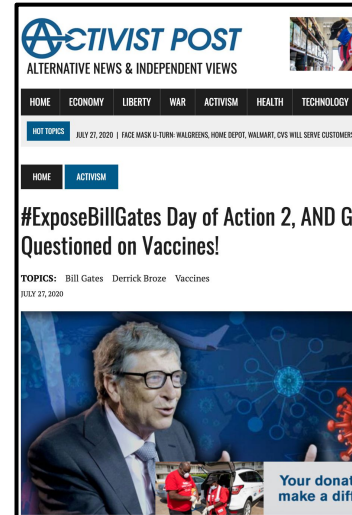 ACTIVIST POST
ALTERNATIVE NEWS & INDEPENDENT VIEWS
HOME ECONOMY LIBERTY WAR ACTIVISM HEALTH TECHNOLOGY
HOT TOPICS JULY 27, 2020 | FACE MASK U-TURN: WALGREENS, HOME DEPOT, WALMART, CVS WILL SERVE CUSTOMERS
HOME ACTIVISM
#ExposeBillGates Day of Action 2, AND G
Questioned on Vaccines!
TOPICS: Bill Gates Derrick Broze Vaccines
JULY 27, 2020
Your donat
make a diff